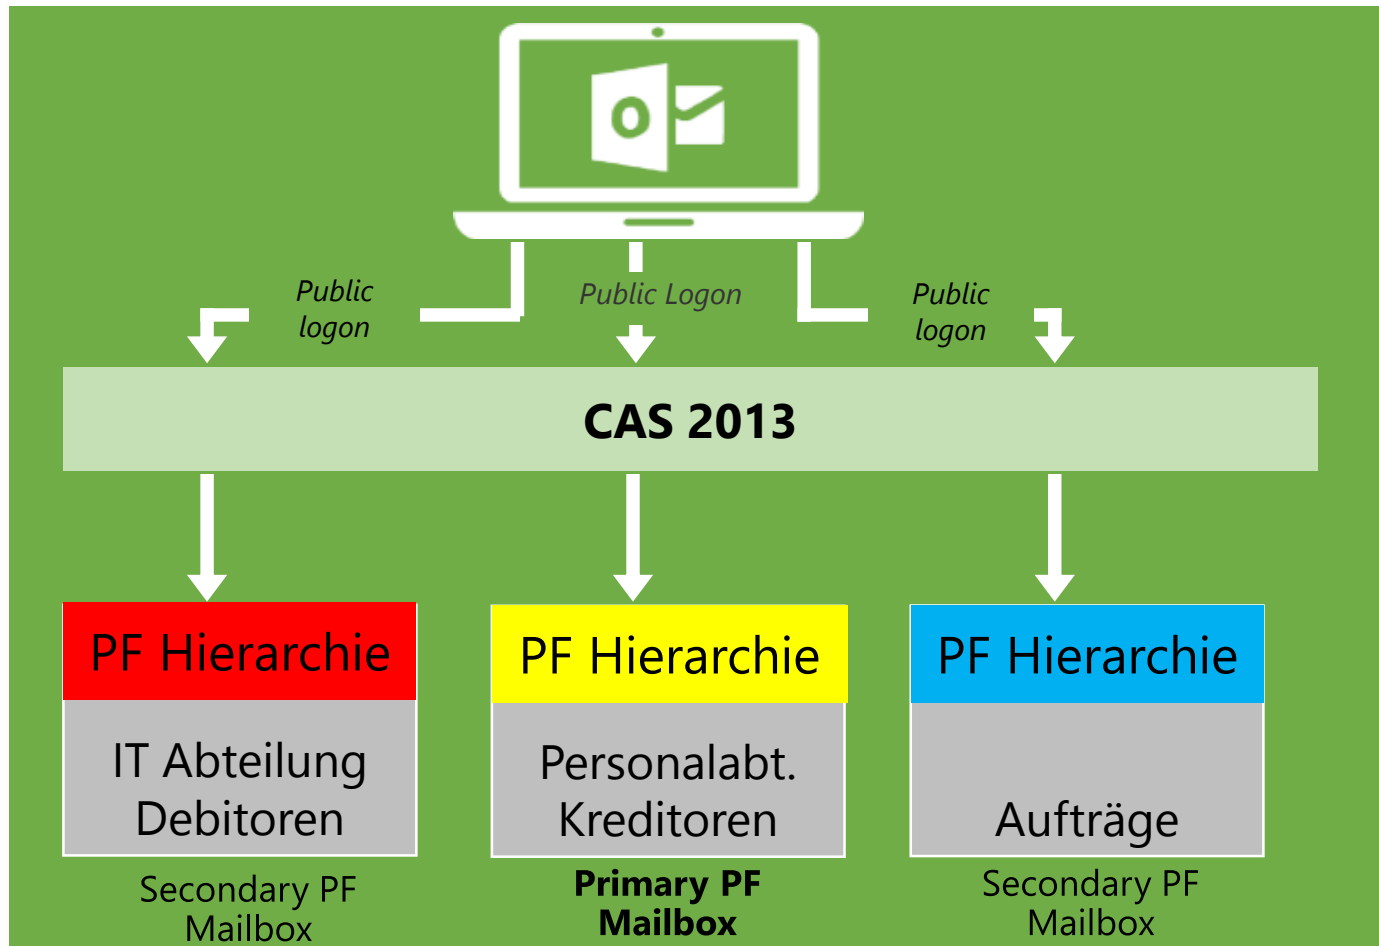 Public
logon
Public Logon
Public
logon
CAS 2013
PF Hierarchie
IT Abteilung
Debitoren
Secondary PF
Mailbox
PF Hierarchie
Personalabt.
Kreditoren
Primary PF
Mailbox
PF Hierarchie
Aufträge
Secondary PF
Mailbox